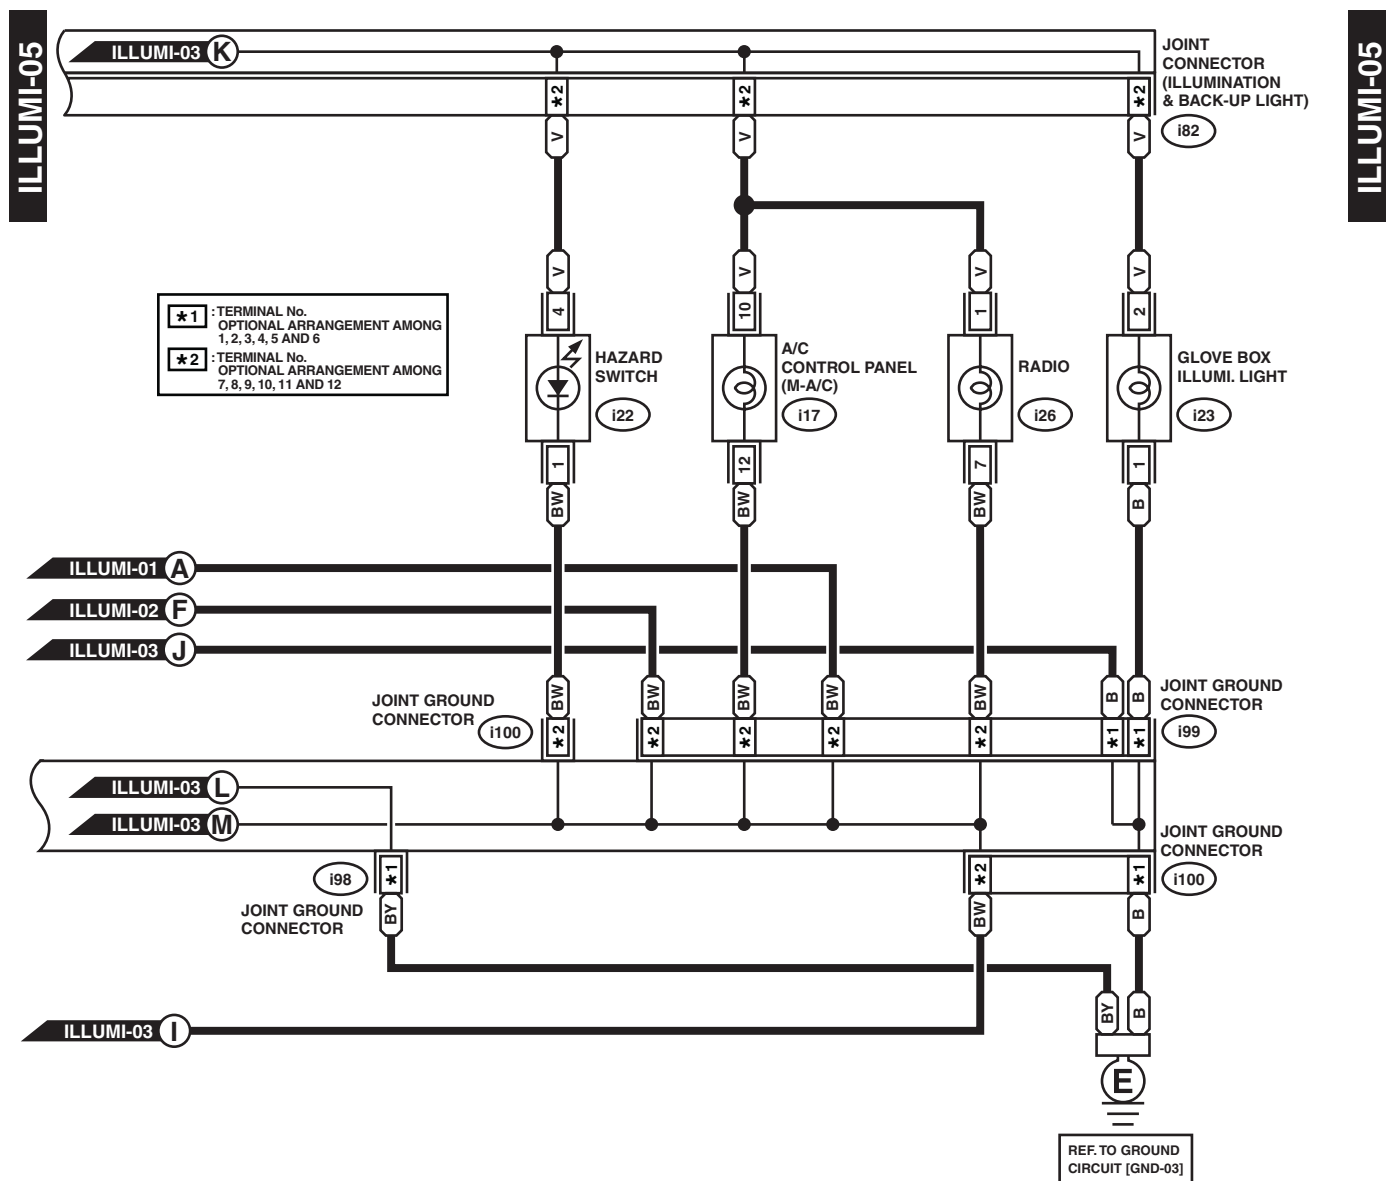 ILLUMI-05
ILLUMI-05
ILLUMI-03 K
JOINT
CONNECTOR
(ILLUMINATION
& BACK-UP LIGHT)
i82
*2
*2
*2
V
V
V
V
V
V
V
4
10
1
2
*1 : TERMINAL No.
OPTIONAL ARRANGEMENT AMONG
1, 2, 3, 4, 5 AND 6
*2 : TERMINAL No.
OPTIONAL ARRANGEMENT AMONG
7, 8, 9, 10, 11 AND 12
HAZARD
SWITCH
i22
A/C
CONTROL PANEL
(M-A/C)
i17
RADIO
i26
GLOVE BOX
ILLUMI. LIGHT
i23
1
12
7
1
BW
BW
BW
B
ILLUMI-01 A
ILLUMI-02 F
ILLUMI-03 J
BW
BW
BW
BW
BW
B
B
JOINT GROUND
CONNECTOR
i100
JOINT GROUND
CONNECTOR
i99
*2
*2
*2
*2
*2
*1
*1
ILLUMI-03 L
ILLUMI-03 M
JOINT GROUND
CONNECTOR
i100
i98
*1
*2
*1
JOINT GROUND
CONNECTOR
BY
BW
B
ILLUMI-03 I
BY
B
E
REF. TO GROUND
CIRCUIT [GND-03]